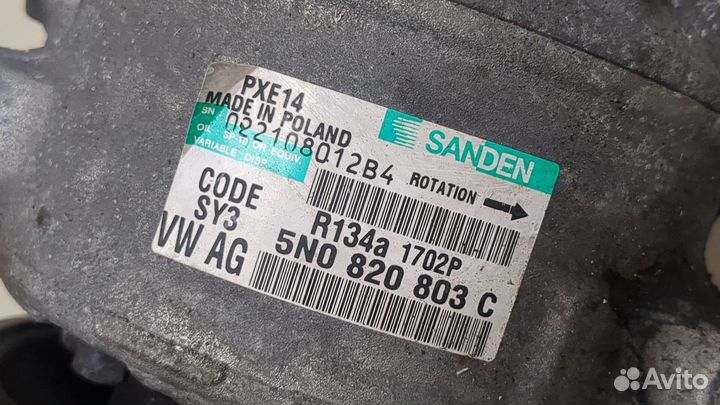 PXE14
MADE IN POLAND
SANDEN
SN
022108012B4
OIL SP-10 OR EQUIV.
VARIABLE DISP.
ROTATION
CODE
SY3
R134a 1702P
VW AG
5N0 820 803 C
Avito